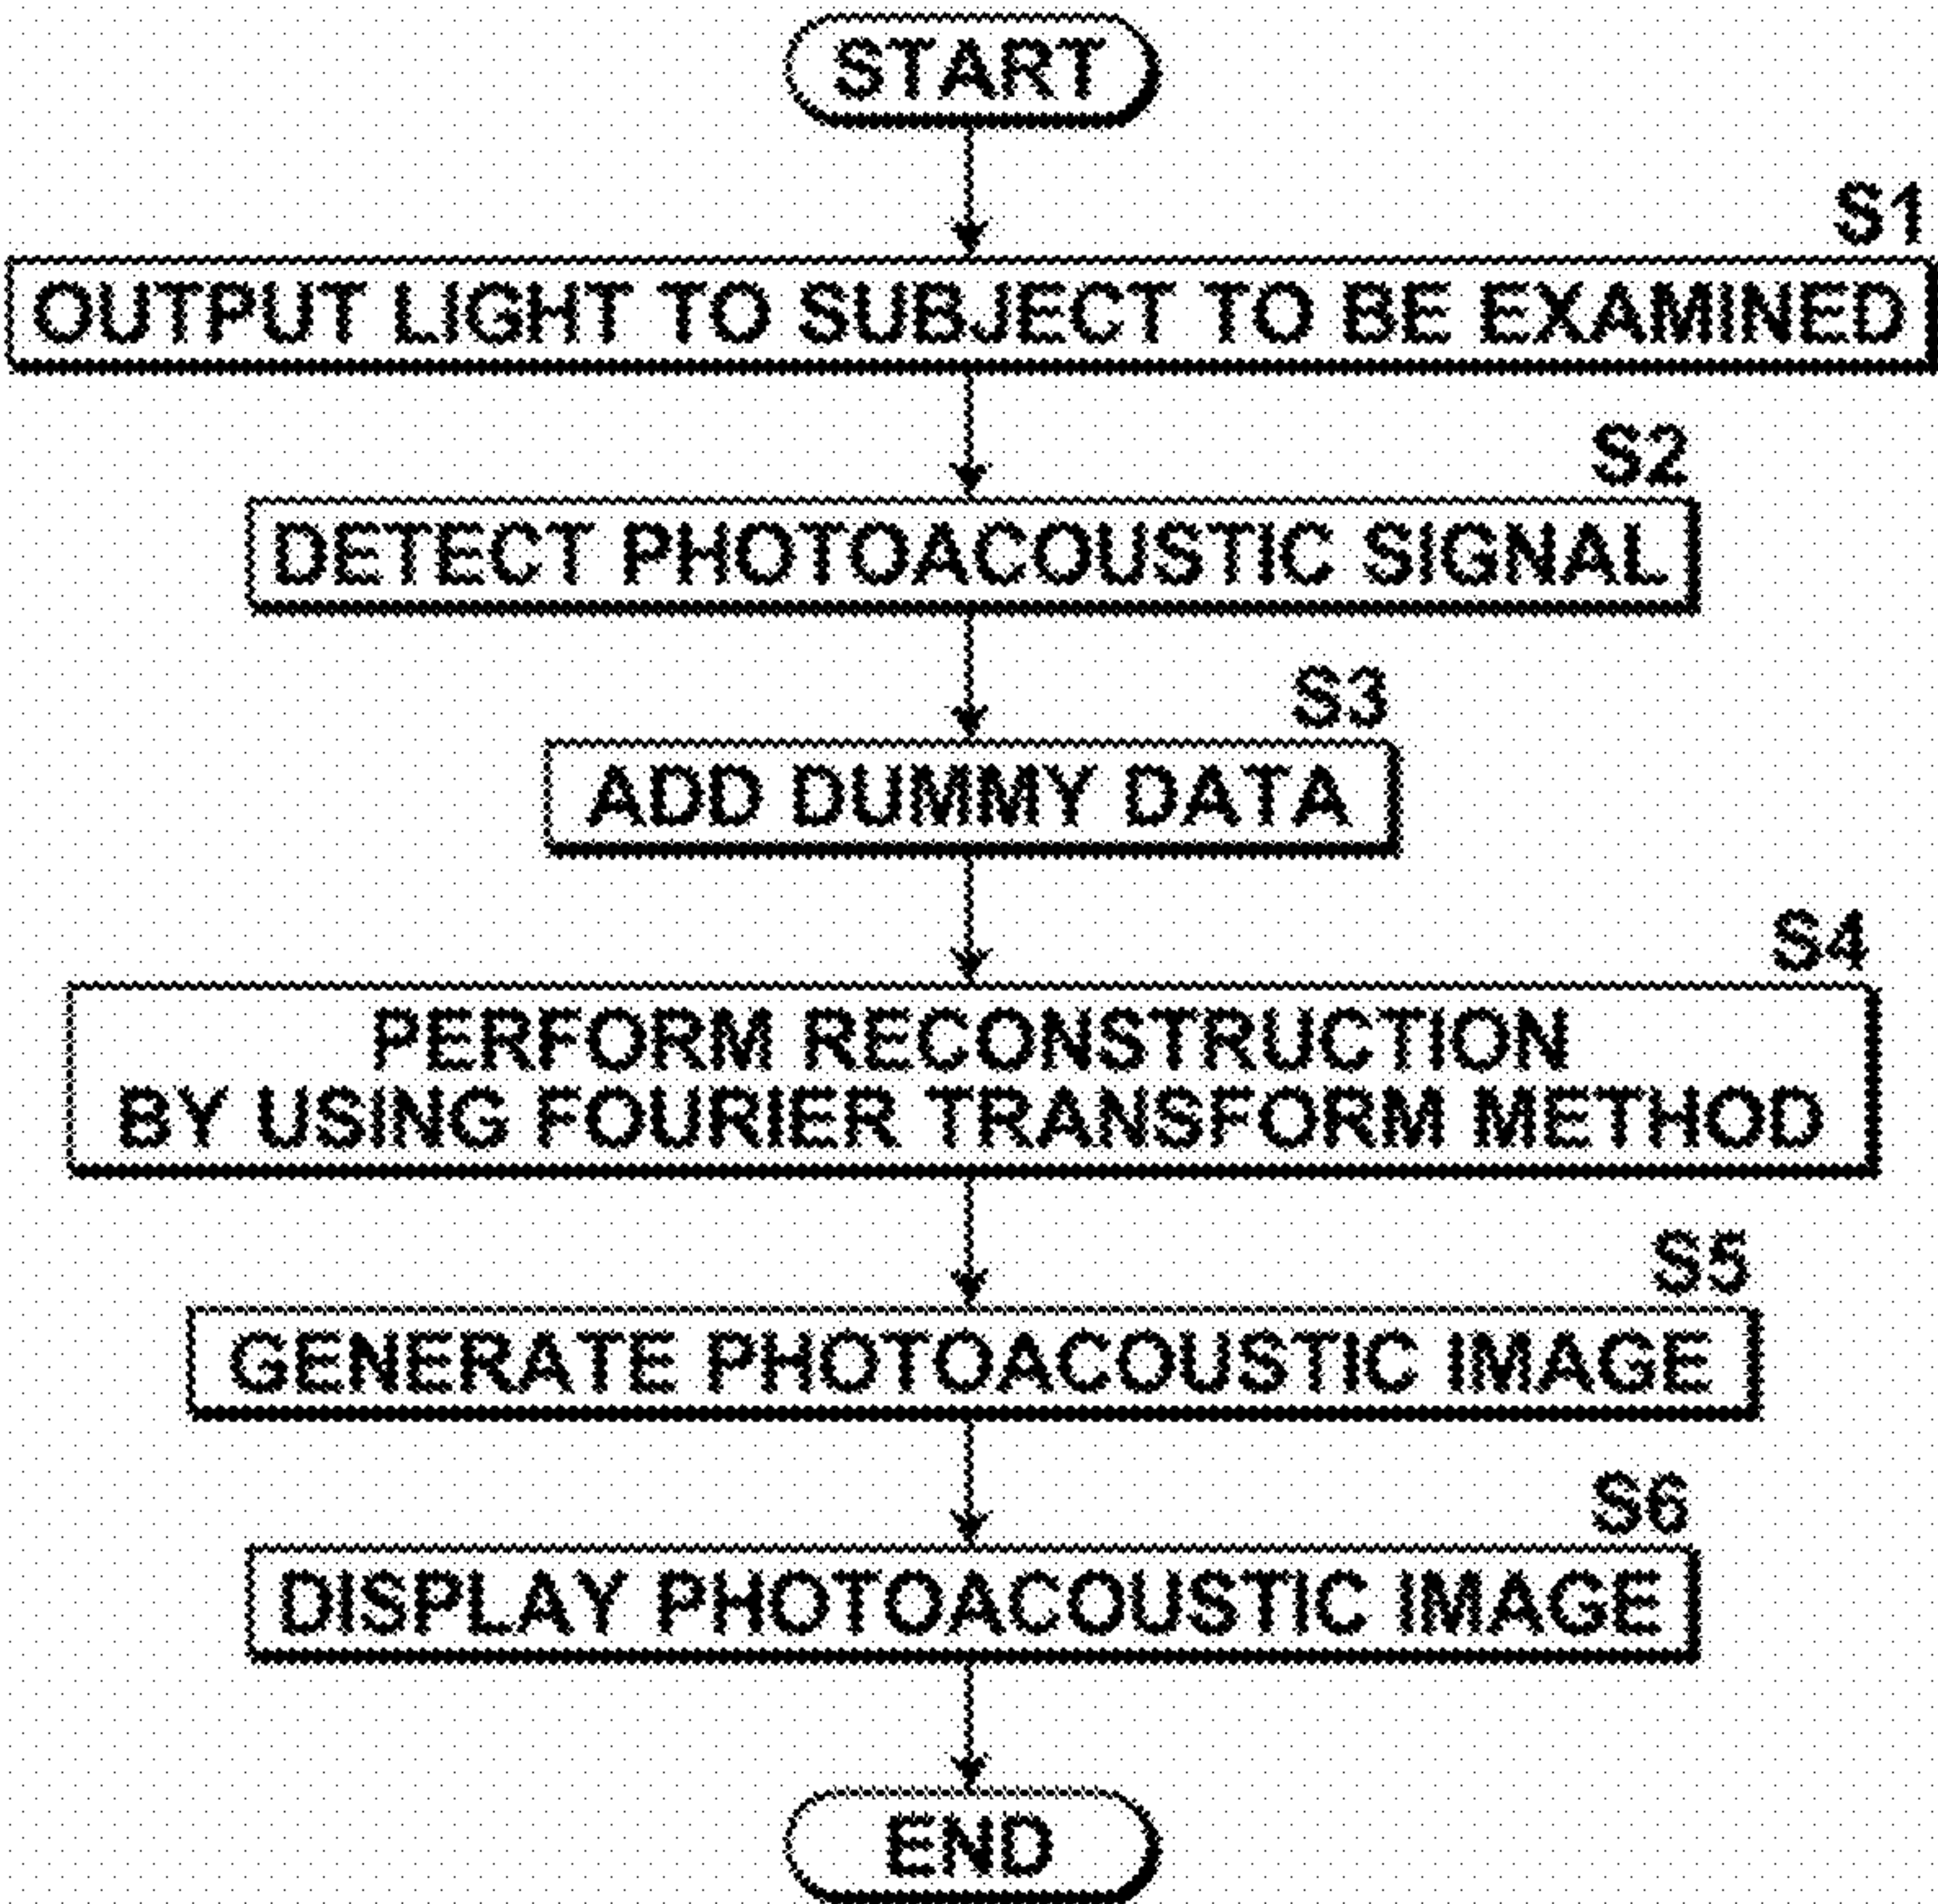 START
S1
OUTPUT LIGHT TO SUBJECT TO BE EXAMINED
S2
DETECT PHOTOACOUSTIC SIGNAL
S3
ADD DUMMY DATA
S4
PERFORM RECONSTRUCTION
BY USING FOURIER TRANSFORM METHOD
S5
GENERATE PHOTOACOUSTIC IMAGE
S6
DISPLAY PHOTOACOUSTIC IMAGE
END